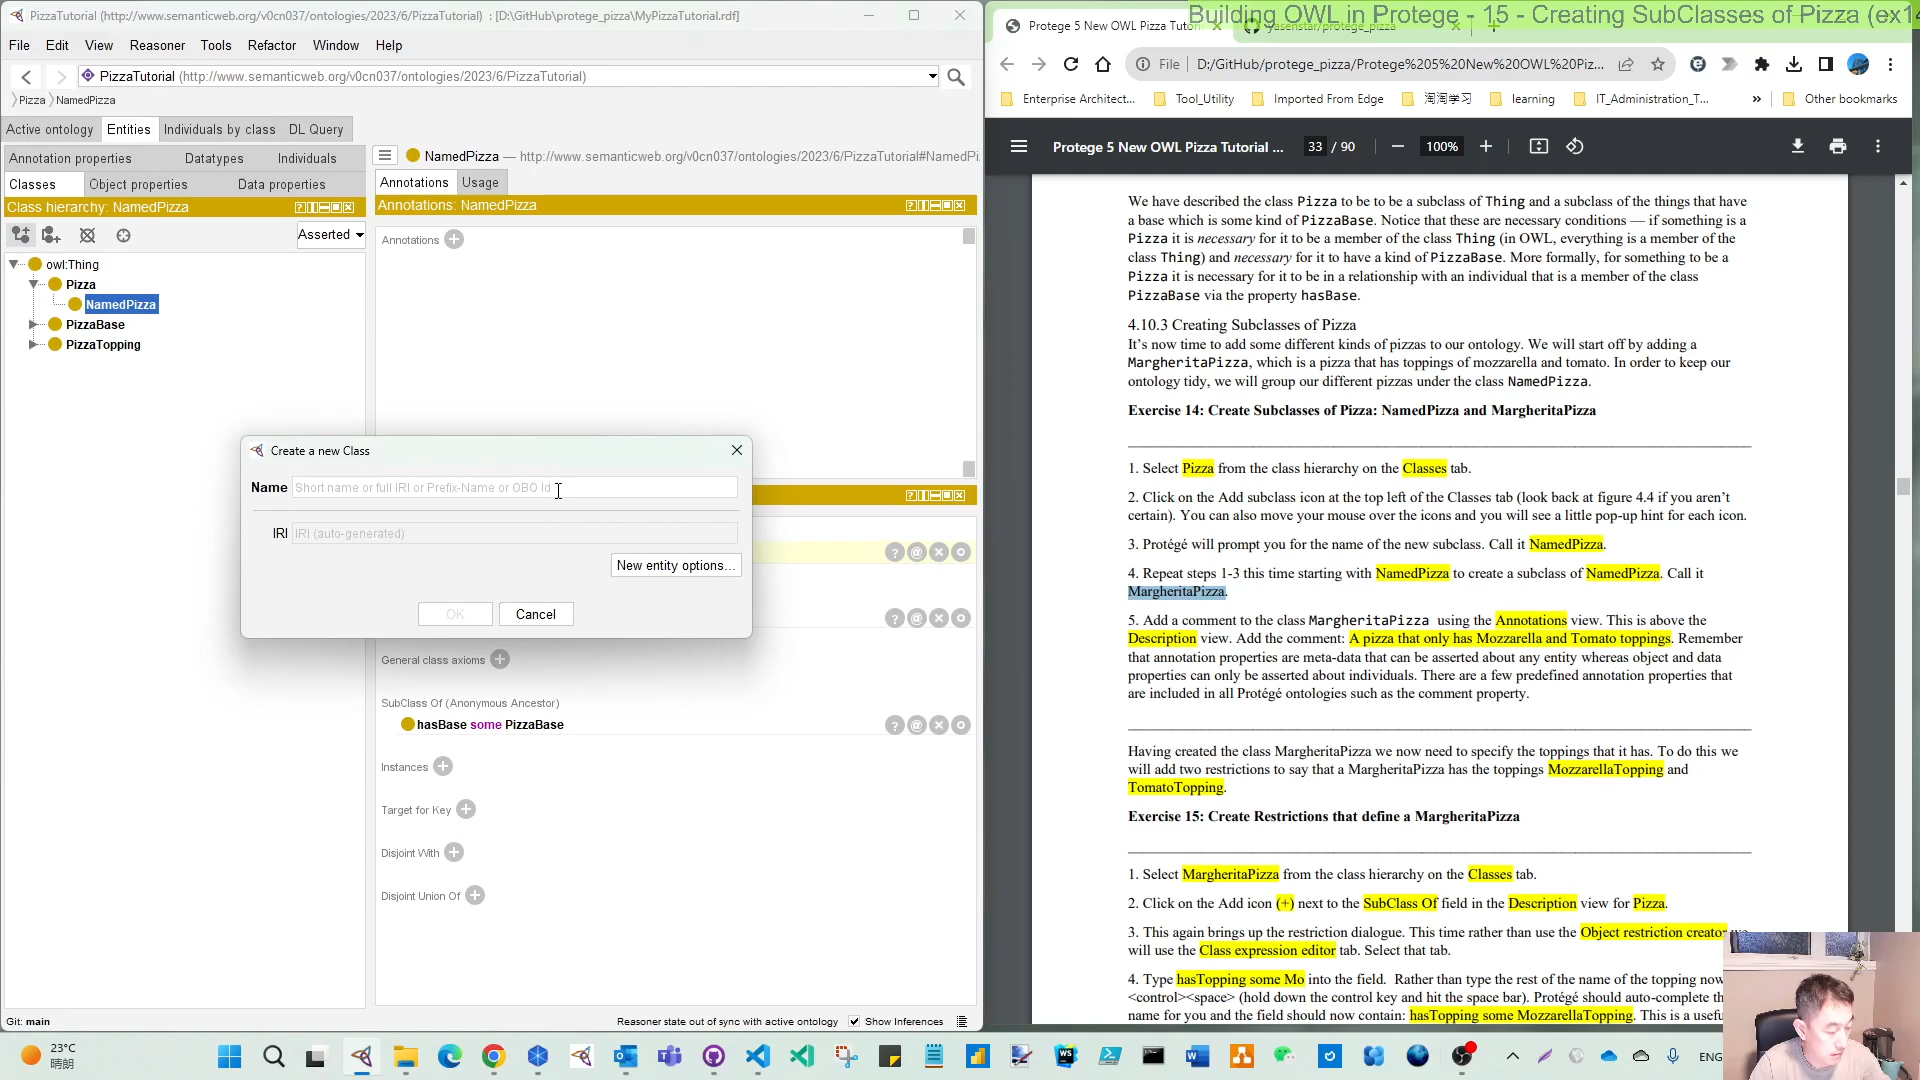 PizzaTutorial (http://www.semanticweb.org/v0cn037/ontologies/2023/6/PizzaTutorial) : [D:\GitHub\protege_pizza\MyPizzaTutorial.rdf]
File Edit View Reasoner Tools Refactor Window Help
PizzaTutorial (http://www.semanticweb.org/v0cn037/ontologies/2023/6/PizzaTutorial)
Pizza NamedPizza
Active ontology Entities Individuals by class DL Query
Annotation properties Datatypes Individuals
Classes Object properties Data properties
Class hierarchy: NamedPizza
Asserted
owl:Thing
Pizza
NamedPizza
PizzaBase
PizzaTopping
NamedPizza — http://www.semanticweb.org/v0cn037/ontologies/2023/6/PizzaTutorial#NamedPi
Annotations Usage
Annotations: NamedPizza
Annotations
Create a new Class
Name Short name or full IRI or Prefix-Name or OBO Id
IRI IRI (auto-generated)
New entity options...
OK Cancel
General class axioms
SubClass Of (Anonymous Ancestor)
hasBase some PizzaBase
Instances
Target for Key
Disjoint With
Disjoint Union Of
Git: main
Reasoner state out of sync with active ontology Show Inferences
Building OWL in Protege - 15 - Creating SubClasses of Pizza (ex14
Protege 5 New OWL Pizza Tuto
yasenstar/protege_pizza
File D:/GitHub/protege_pizza/Protege%205%20New%20OWL%20Piz...
Enterprise Architect... Tool_Utility Imported From Edge 淘淘学习 learning IT_Administration_T... » Other bookmarks
Protege 5 New OWL Pizza Tutorial ... 33 / 90 100%
We have described the class Pizza to be to be a subclass of Thing and a subclass of the things that have
a base which is some kind of PizzaBase. Notice that these are necessary conditions — if something is a
Pizza it is necessary for it to be a member of the class Thing (in OWL, everything is a member of the
class Thing) and necessary for it to have a kind of PizzaBase. More formally, for something to be a
Pizza it is necessary for it to be in a relationship with an individual that is a member of the class
PizzaBase via the property hasBase.
4.10.3 Creating Subclasses of Pizza
It's now time to add some different kinds of pizzas to our ontology. We will start off by adding a
MargheritaPizza, which is a pizza that has toppings of mozzarella and tomato. In order to keep our
ontology tidy, we will group our different pizzas under the class NamedPizza.
Exercise 14: Create Subclasses of Pizza: NamedPizza and MargheritaPizza
1. Select Pizza from the class hierarchy on the Classes tab.
2. Click on the Add subclass icon at the top left of the Classes tab (look back at figure 4.4 if you aren't
certain). You can also move your mouse over the icons and you will see a little pop-up hint for each icon.
3. Protégé will prompt you for the name of the new subclass. Call it NamedPizza.
4. Repeat steps 1-3 this time starting with NamedPizza to create a subclass of NamedPizza. Call it
MargheritaPizza.
5. Add a comment to the class MargheritaPizza using the Annotations view. This is above the
Description view. Add the comment: A pizza that only has Mozzarella and Tomato toppings. Remember
that annotation properties are meta-data that can be asserted about any entity whereas object and data
properties can only be asserted about individuals. There are a few predefined annotation properties that
are included in all Protégé ontologies such as the comment property.
Having created the class MargheritaPizza we now need to specify the toppings that it has. To do this we
will add two restrictions to say that a MargheritaPizza has the toppings MozzarellaTopping and
TomatoTopping.
Exercise 15: Create Restrictions that define a MargheritaPizza
1. Select MargheritaPizza from the class hierarchy on the Classes tab.
2. Click on the Add icon (+) next to the SubClass Of field in the Description view for Pizza.
3. This again brings up the restriction dialogue. This time rather than use the Object restriction creator
will use the Class expression editor tab. Select that tab.
4. Type hasTopping some Mo into the field. Rather than type the rest of the name of the topping now
<control><space> (hold down the control key and hit the space bar). Protégé should auto-complete th
name for you and the field should now contain: hasTopping some MozzarellaTopping. This is a usefu
23°C
晴朗
ENG